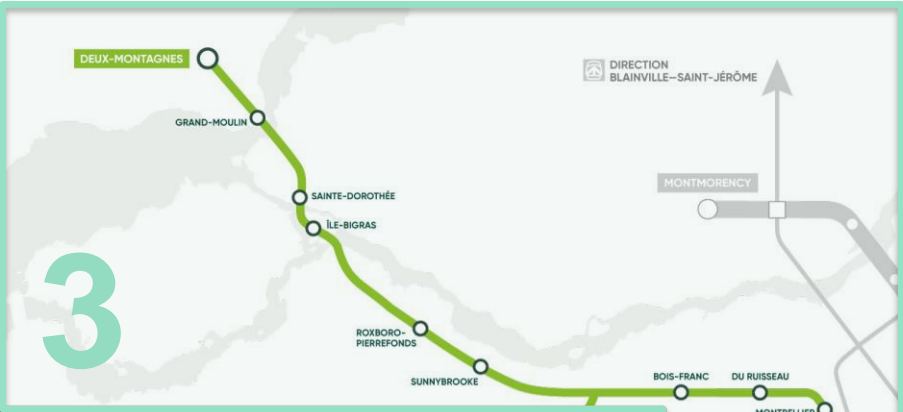 DEUX-MONTAGNES
DIRECTION
BLAINVILLE—SAINT-JÉRÔME
GRAND-MOULIN
MONTMORENCY
SAINTE-DOROTHÉE
ÎLE-BIGRAS
3
ROXBORO-
PIERREFONDS
SUNNYBROOKE
BOIS-FRANC
DU RUISSEAU
MONTPELLIER